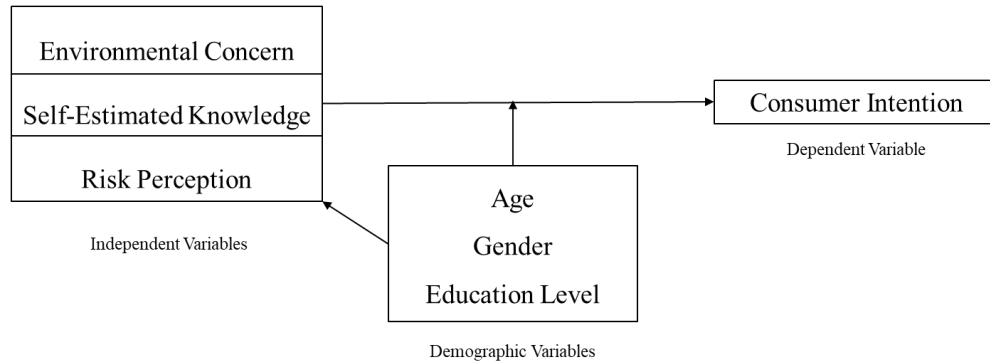 Environmental Concern
Self-Estimated Knowledge
Risk Perception
Independent Variables
Consumer Intention
Dependent Variable
Age
Gender
Education Level
Demographic Variables